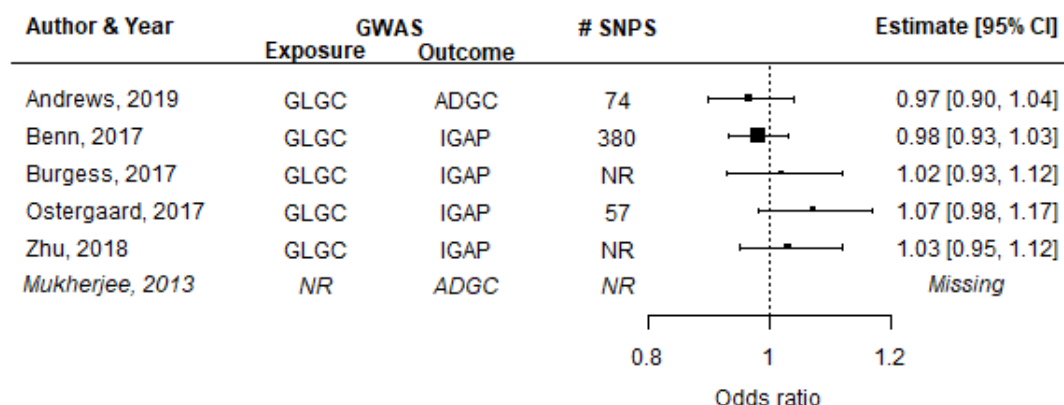 Author & Year GWAS # SNPS Estimate [95% CI]
Exposure Outcome
Andrews, 2019 GLGC ADGC 74 0.97 [0.90, 1.04]
Benn, 2017 GLGC IGAP 380 0.98 [0.93, 1.03]
Burgess, 2017 GLGC IGAP NR 1.02 [0.93, 1.12]
Ostergaard, 2017 GLGC IGAP 57 1.07 [0.98, 1.17]
Zhu, 2018 GLGC IGAP NR 1.03 [0.95, 1.12]
Mukherjee, 2013 NR ADGC NR Missing
0.8 1 1.2
Odds ratio